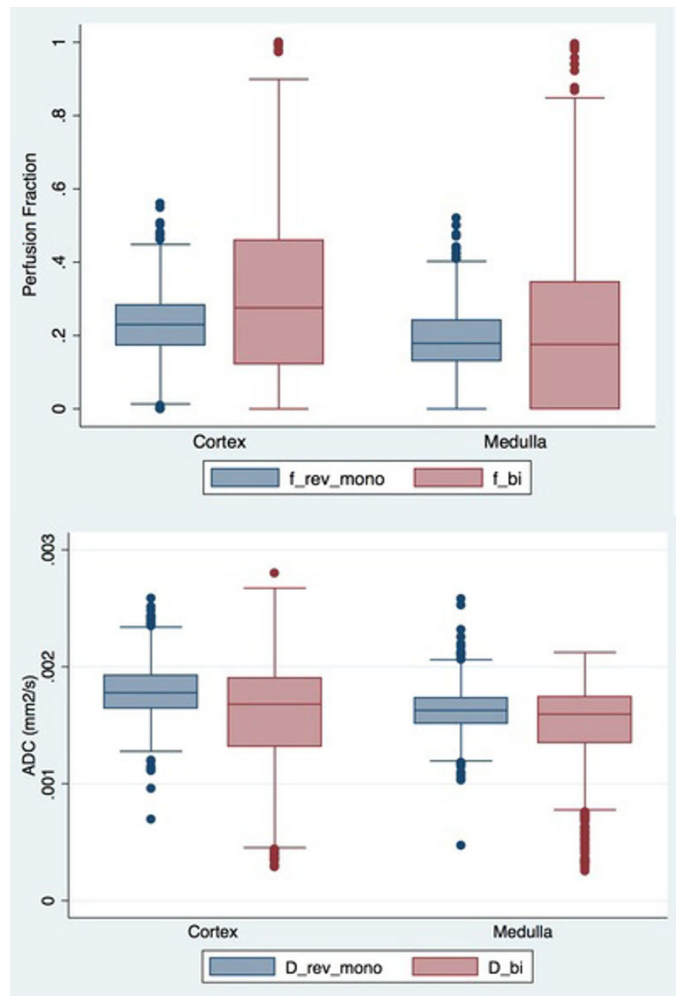 Perfusion Fraction
1
.8
.6
.4
.2
0
Cortex Medulla
f_rev_mono f_bi
ADC (mm2/s)
.003
.002
.001
0
Cortex Medulla
D_rev_mono D_bi